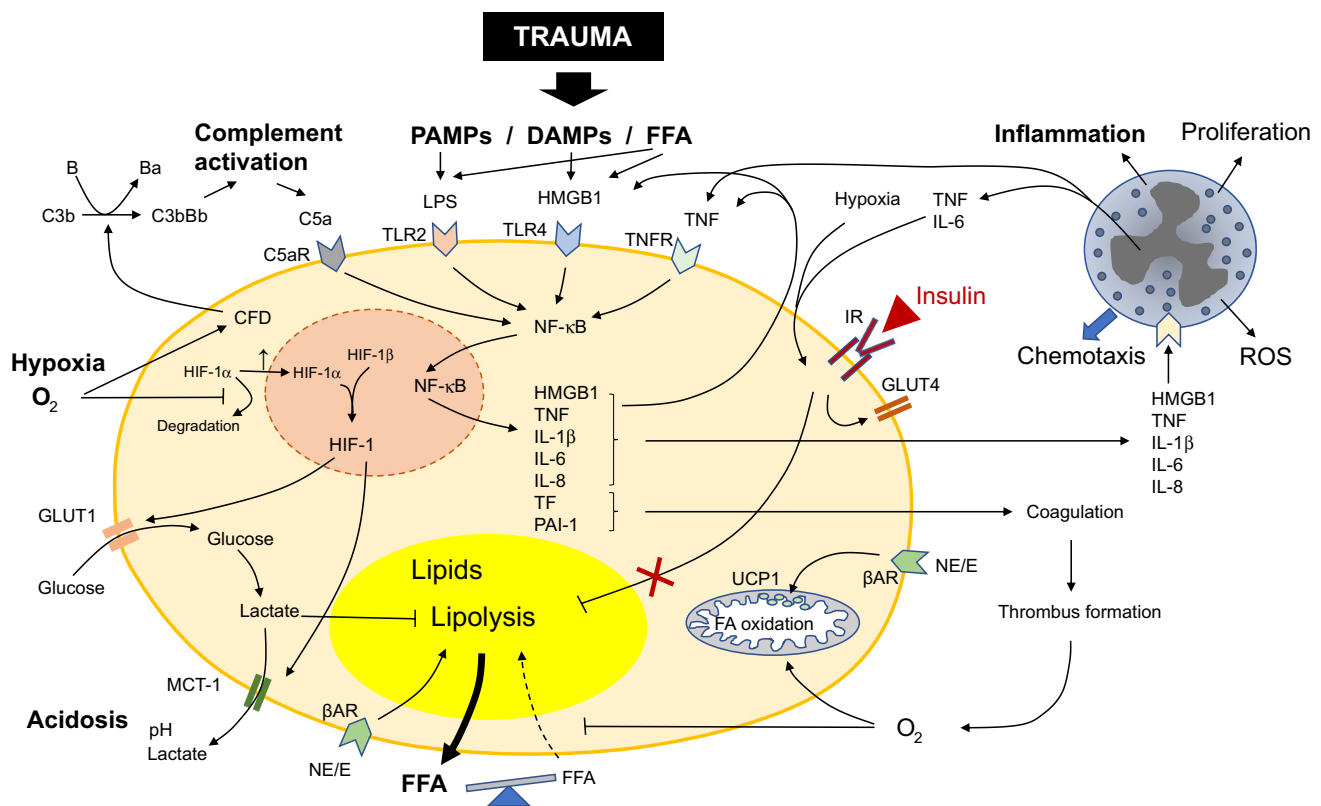 TRAUMA
PAMPs / DAMPs / FFA
Complement
activation
Inflammation
Proliferation
B
Ba
C3b
C3bBb
C5a
LPS
HMGB1
TNF
Hypoxia
TNF
IL-6
C5aR
TLR2
TLR4
TNFR
Insulin
IR
CFD
NF-κB
Chemotaxis
ROS
Hypoxia
O2
HIF-1α
↑
HIF-1α
HIF-1β
NF-κB
GLUT4
Degradation
HIF-1
HMGB1
TNF
IL-1β
IL-6
IL-8
TF
PAI-1
HMGB1
TNF
IL-1β
IL-6
IL-8
Coagulation
GLUT1
Glucose
Glucose
Lipids
Lipolysis
Lactate
UCP1
FA oxidation
βAR
NE/E
Thrombus formation
MCT-1
Acidosis
pH
Lactate
βAR
NE/E
FFA
FFA
O2